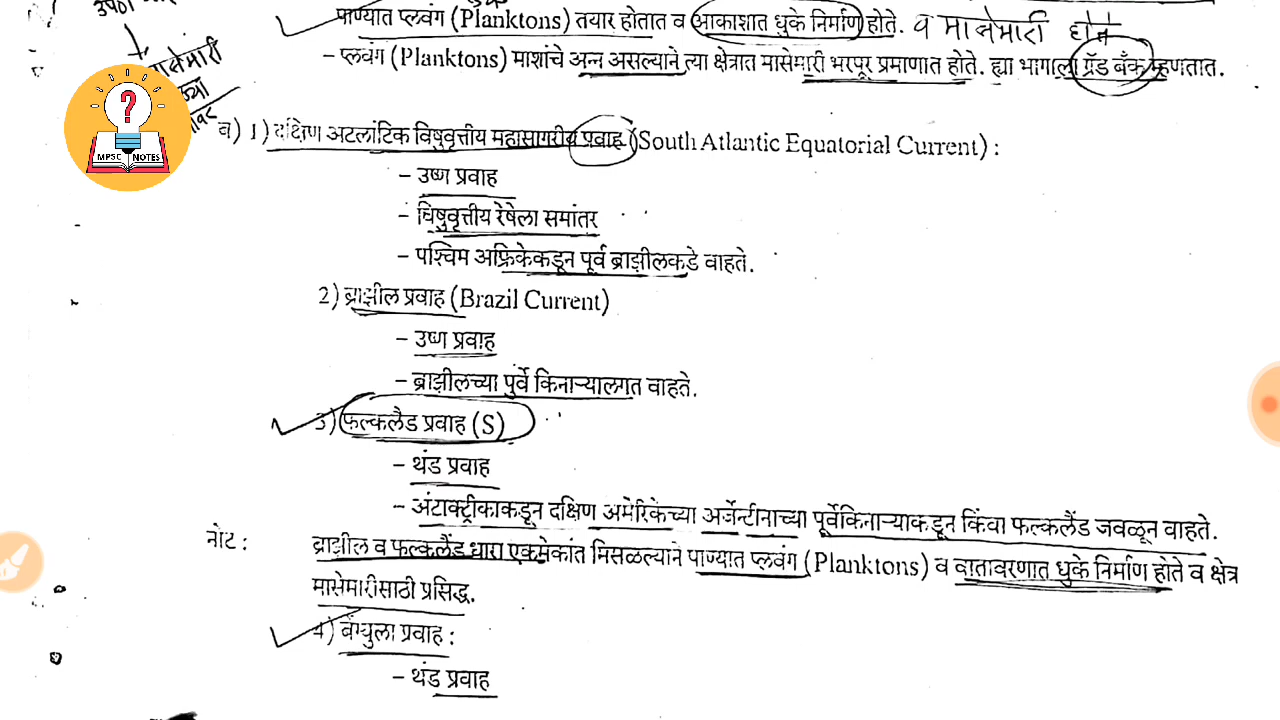 पाण्यात प्लवंग (Planktons) तयार होतात व आकाशात धुके निर्माण होते. व मासेमारी होते
– प्लवंग (Planktons) माशांचे अन्न असल्याने त्या क्षेत्रात मासेमारी भरपूर प्रमाणात होते. ह्या भागाला ग्रँड बँक म्हणतात.
मासेमारी
MPSC NOTES
ब) 1) दक्षिण अटलांटिक विषुवृत्तीय महासागरीय प्रवाह (South Atlantic Equatorial Current) :
– उष्ण प्रवाह
– विषुवृत्तीय रेषेला समांतर
– पश्चिम अफ्रिकेकडून पूर्व ब्राझीलकडे वाहते.
2) ब्राझील प्रवाह (Brazil Current)
– उष्ण प्रवाह
– ब्राझीलच्या पुर्वे किनाऱ्यालगत वाहते.
3) फल्कलैड प्रवाह (S)
– थंड प्रवाह
– अंटाक्ट्रीकाकडून दक्षिण अमेरिकेच्या अर्जेन्टीनाच्या पूर्वेकिनाऱ्याकडून किंवा फल्कलैंड जवळून वाहते.
नोट : ब्राझील व फल्कलैंड धारा एकमेकांत मिसळल्याने पाण्यात प्लवंग (Planktons) व वातावरणात धुके निर्माण होते व क्षेत्र
मासेमारीसाठी प्रसिद्ध.
4) बेंग्युला प्रवाह :
– थंड प्रवाह